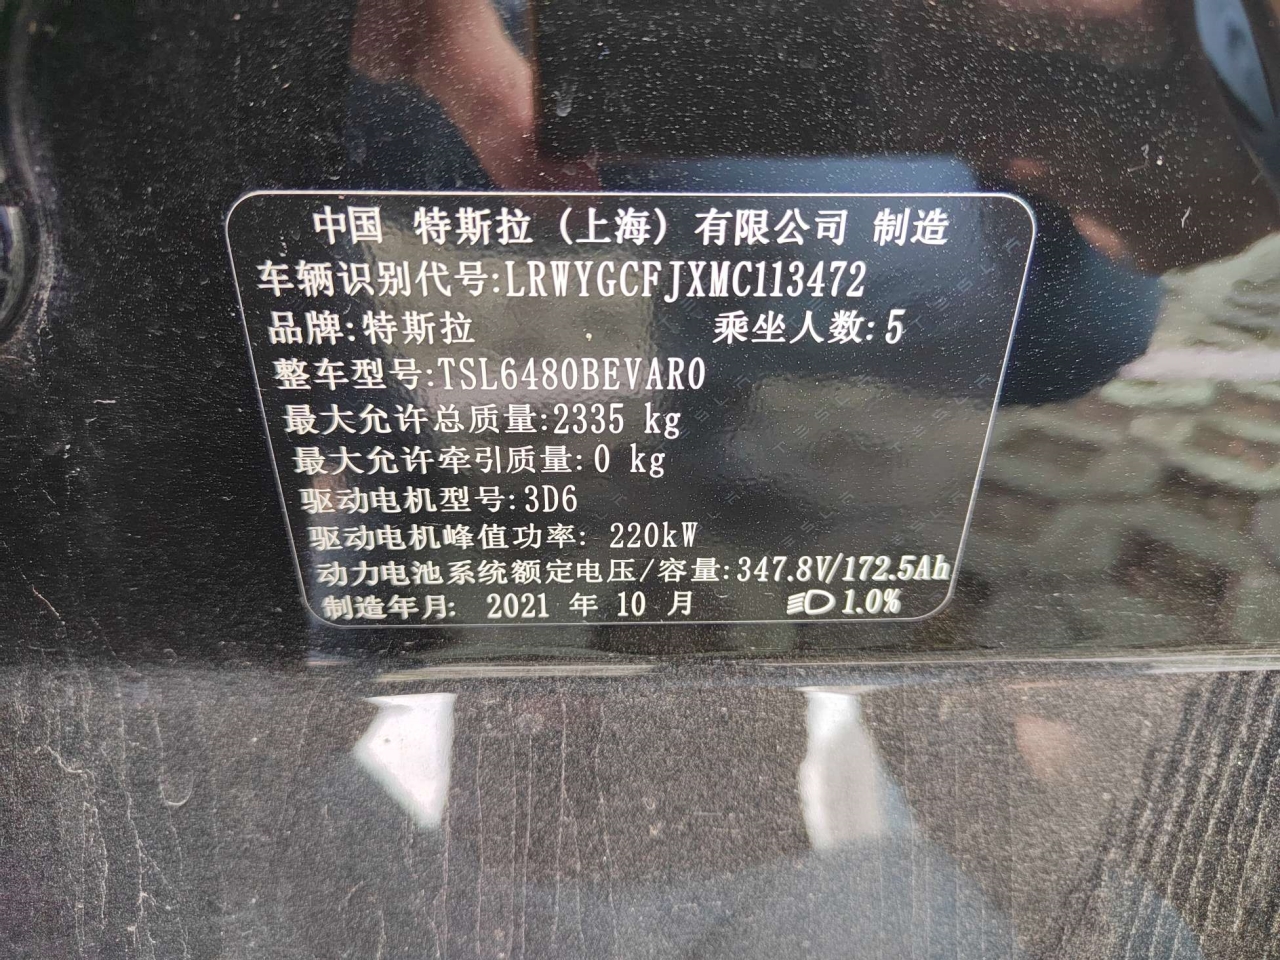 中国 特斯拉（上海）有限公司 制造
车辆识别代号:LRWYGCFJXMC113472
品牌:特斯拉 乘坐人数:5
整车型号:TSL6480BEVAR0
最大允许总质量:2335 kg
最大允许牵引质量:0 kg
驱动电机型号:3D6
驱动电机峰值功率: 220kW
动力电池系统额定电压/容量:347.8V/172.5Ah
制造年月: 2021 年 10 月 1.0%